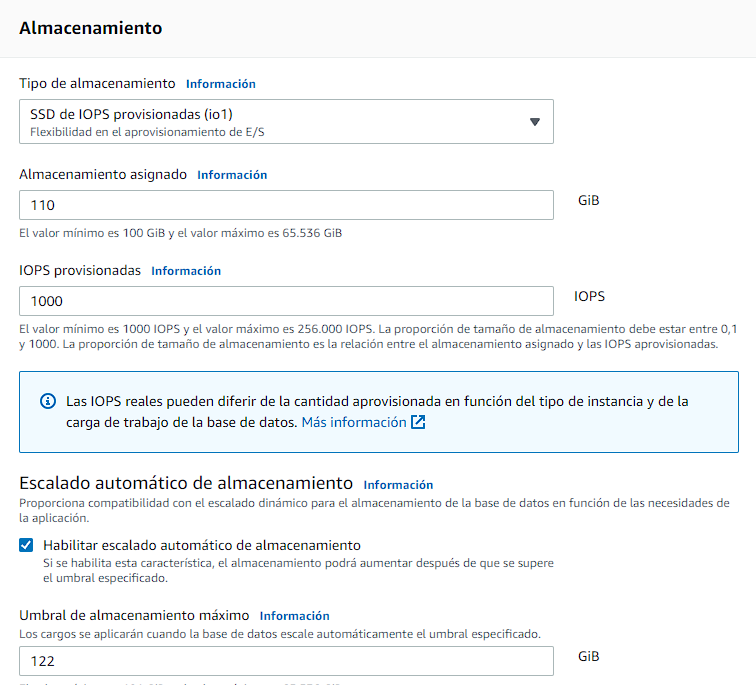 Almacenamiento
Tipo de almacenamiento Información
SSD de IOPS provisionadas (io1)
Flexibilidad en el aprovisionamiento de E/S
Almacenamiento asignado Información
110 GiB
El valor mínimo es 100 GiB y el valor máximo es 65.536 GiB
IOPS provisionadas Información
1000 IOPS
El valor mínimo es 1000 IOPS y el valor máximo es 256.000 IOPS. La proporción de tamaño de almacenamiento debe estar entre 0,1
y 1000. La proporción de tamaño de almacenamiento es la relación entre el almacenamiento asignado y las IOPS aprovisionadas.
Las IOPS reales pueden diferir de la cantidad aprovisionada en función del tipo de instancia y de la
carga de trabajo de la base de datos. Más información
Escalado automático de almacenamiento Información
Proporciona compatibilidad con el escalado dinámico para el almacenamiento de la base de datos en función de las necesidades de
la aplicación.
Habilitar escalado automático de almacenamiento
Si se habilita esta característica, el almacenamiento podrá aumentar después de que se supere
el umbral especificado.
Umbral de almacenamiento máximo Información
Los cargos se aplicarán cuando la base de datos escale automáticamente el umbral especificado.
122 GiB